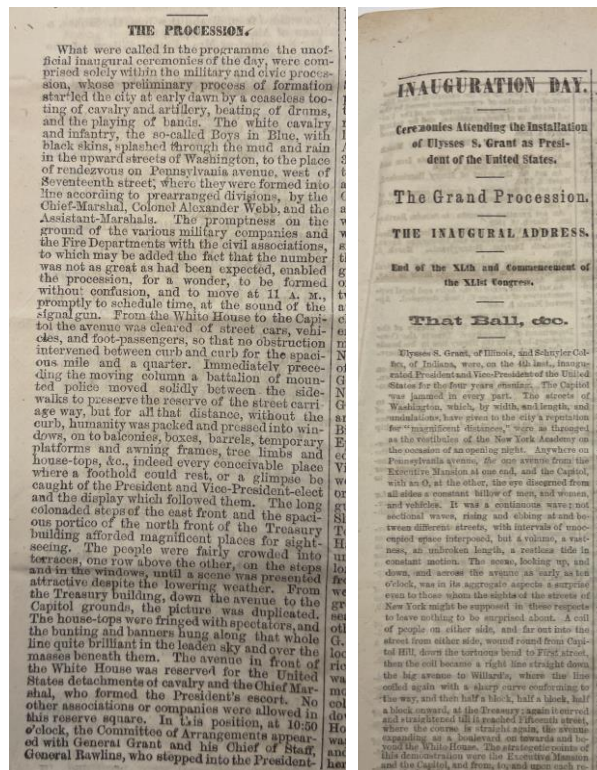 THE PROCESSION.
What were called in the programme the unof-
ficial inaugural ceremonies of the day, were com-
prised solely within the military and civic proces-
sion, whose preliminary process of formation
startled the city at early dawn by a ceaseless too-
ting of cavalry and artillery, beating of drums,
and the playing of bands. The white cavalry
and infantry, the so-called Boys in Blue, with
black skins, splashed through the mud and rain
in the upward streets of Washington, to the place
of rendezvous on Pennsylvania avenue, west of
Seventeenth street, where they were formed into
line according to prearranged divisions, by the
Chief-Marshal, Colonel Alexander Webb, and the
Assistant-Marshals. The promptness on the
ground of the various military companies and
the Fire Departments with the civil associations,
to which may be added the fact that the number
was not as great as had been expected, enabled
the procession, for a wonder, to be formed
without confusion, and to move at 11 A. M.,
promptly to schedule time, at the sound of the
signal gun. From the White House to the Capi-
tol the avenue was cleared of street cars, vehi-
cles, and foot-passengers, so that no obstruction
intervened between curb and curb for the spaci-
ous mile and a quarter. Immediately prece-
ding the moving column a battalion of moun-
ted police moved solidly between the side-
walks to preserve the reserve of the street carri-
age way, but for all that distance, without the
curb, humanity was packed and pressed into win-
dows, on to balconies, boxes, barrels, temporary
platforms and awning frames, tree limbs and
house-tops, &c., indeed every conceivable place
where a foothold could rest, or a glimpse be
caught of the President and Vice-President-elect
and the display which followed them. The long
colonaded steps of the east front and the spaci-
ous portico of the north front of the Treasury
building afforded magnificent places for sight-
seeing. The people were fairly crowded into
terraces, one row above the other, on the steps
and in the windows, until a scene was presented
attractive despite the lowering weather. From
the Treasury building, down the avenue to the
Capitol grounds, the picture was duplicated.
The house-tops were fringed with spectators, and
the bunting and banners hung along that whole
line quite brilliant in the leaden sky and over the
masses beneath them. The avenue in front of
the White House was reserved for the United
States detachments of cavalry and the Chief Mar-
shal, who formed the President's escort. No
other associations or companies were allowed in
this reserve square. In this position, at 10:50
o'clock, the Committee of Arrangements appear-
ed with General Grant and his Chief of Staff,
General Rawlins, who stepped into the President-
INAUGURATION DAY.
Ceremonies Attending the Installation
of Ulysses S. Grant as Presi-
dent of the United States.
The Grand Procession.
THE INAUGURAL ADDRESS.
End of the XLth and Commencement of
the XLIst Congress.
That Ball, &c.
Ulysses S. Grant, of Illinois, and Schuyler Col-
fax, of Indiana, were, on the 4th inst., inaugu-
rated President and Vice-President of the United
States for the four years ensuing. The Capitol
was jammed in every part. The streets of
Washington, which, by width, and length, and
undulations, have given to the city a reputation
for "magnificent distances," were as thronged
as the vestibules of the New York Academy on
the occasion of an opening night. Anywhere on
Pennsylvania avenue, the one avenue from the
Executive Mansion at one end, and the Capitol,
with an O, at the other, the eye discerned from
all sides a constant billow of men, and women,
and vehicles. It was a continuous wave; not
sectional waves, rising and ebbing at and be-
tween different streets, with intervals of unoc-
copied space interposed, but a volume, a vast-
ness, an unbroken length, a restless tide in
constant motion. The scene, looking up, and
down, and across the avenue as early as ten
o'clock, was in its aggregate aspects a surprise
even to those whom the sights of the streets of
New York might be supposed in these respects
to leave nothing to be surprised about. A coil
of people on either side, and far out into the
street from either side, wound round from Capi-
tol Hill, down the tortuous bend to First street,
then the coil became a right line straight down
the big avenue to Willard's, where the line
coiled again with a sharp curve conforming to
the way, and then half a block, half a block, half
a block onward, at the Treasury again it curved
and straightened till it reached Fifteenth street,
where the course is straight again, the avenue
expanding as a boulevard on towards and be-
yond the White House. The strategetic points of
this demonstration were the Executive Mansion
and the Capitol, and from, to, and upon each re-